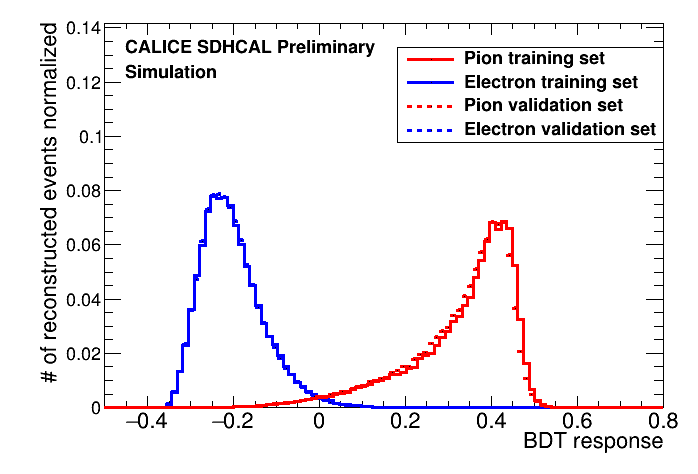 CALICE SDHCAL Preliminary
Simulation
Pion training set
Electron training set
Pion validation set
Electron validation set
# of reconstructed events normalized
0.14
0.12
0.1
0.08
0.06
0.04
0.02
0
−0.4 −0.2 0 0.2 0.4 0.6 0.8
BDT response